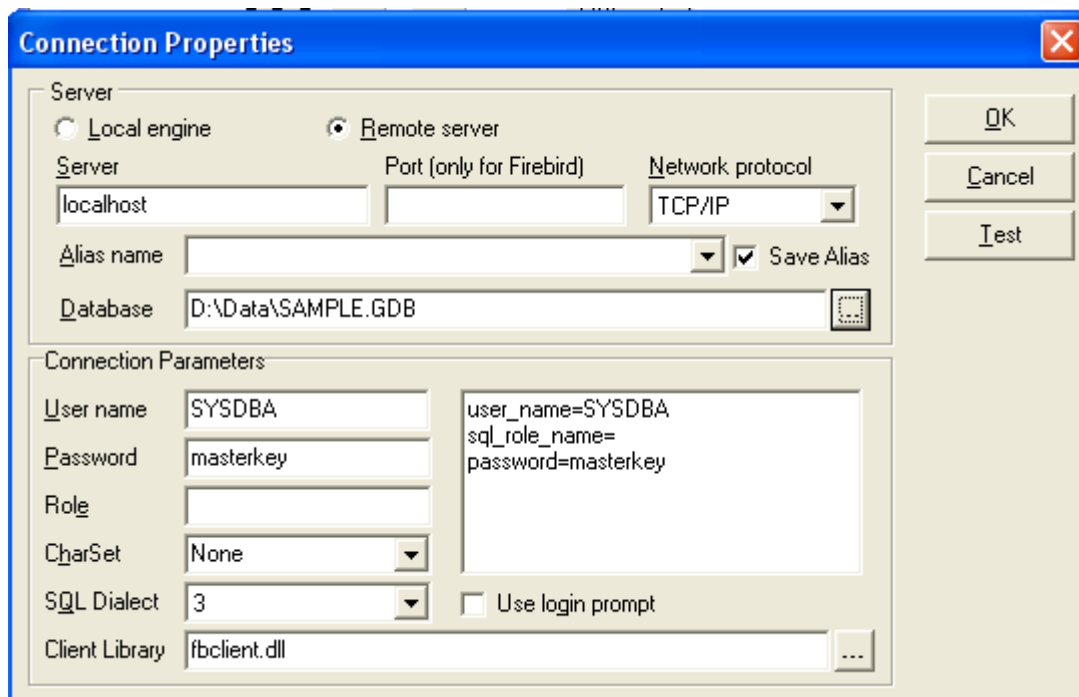 Connection Properties
Server
Local engine
Remote server
OK
Server
Port (only for Firebird)
Network protocol
localhost
TCP/IP
Cancel
Alias name
Save Alias
Test
Database
D:\Data\SAMPLE.GDB
...
Connection Parameters
User name
SYSDBA
user_name=SYSDBA
sql_role_name=
password=masterkey
Password
masterkey
Role
CharSet
None
SQL Dialect
3
Use login prompt
Client Library
fbclient.dll
...